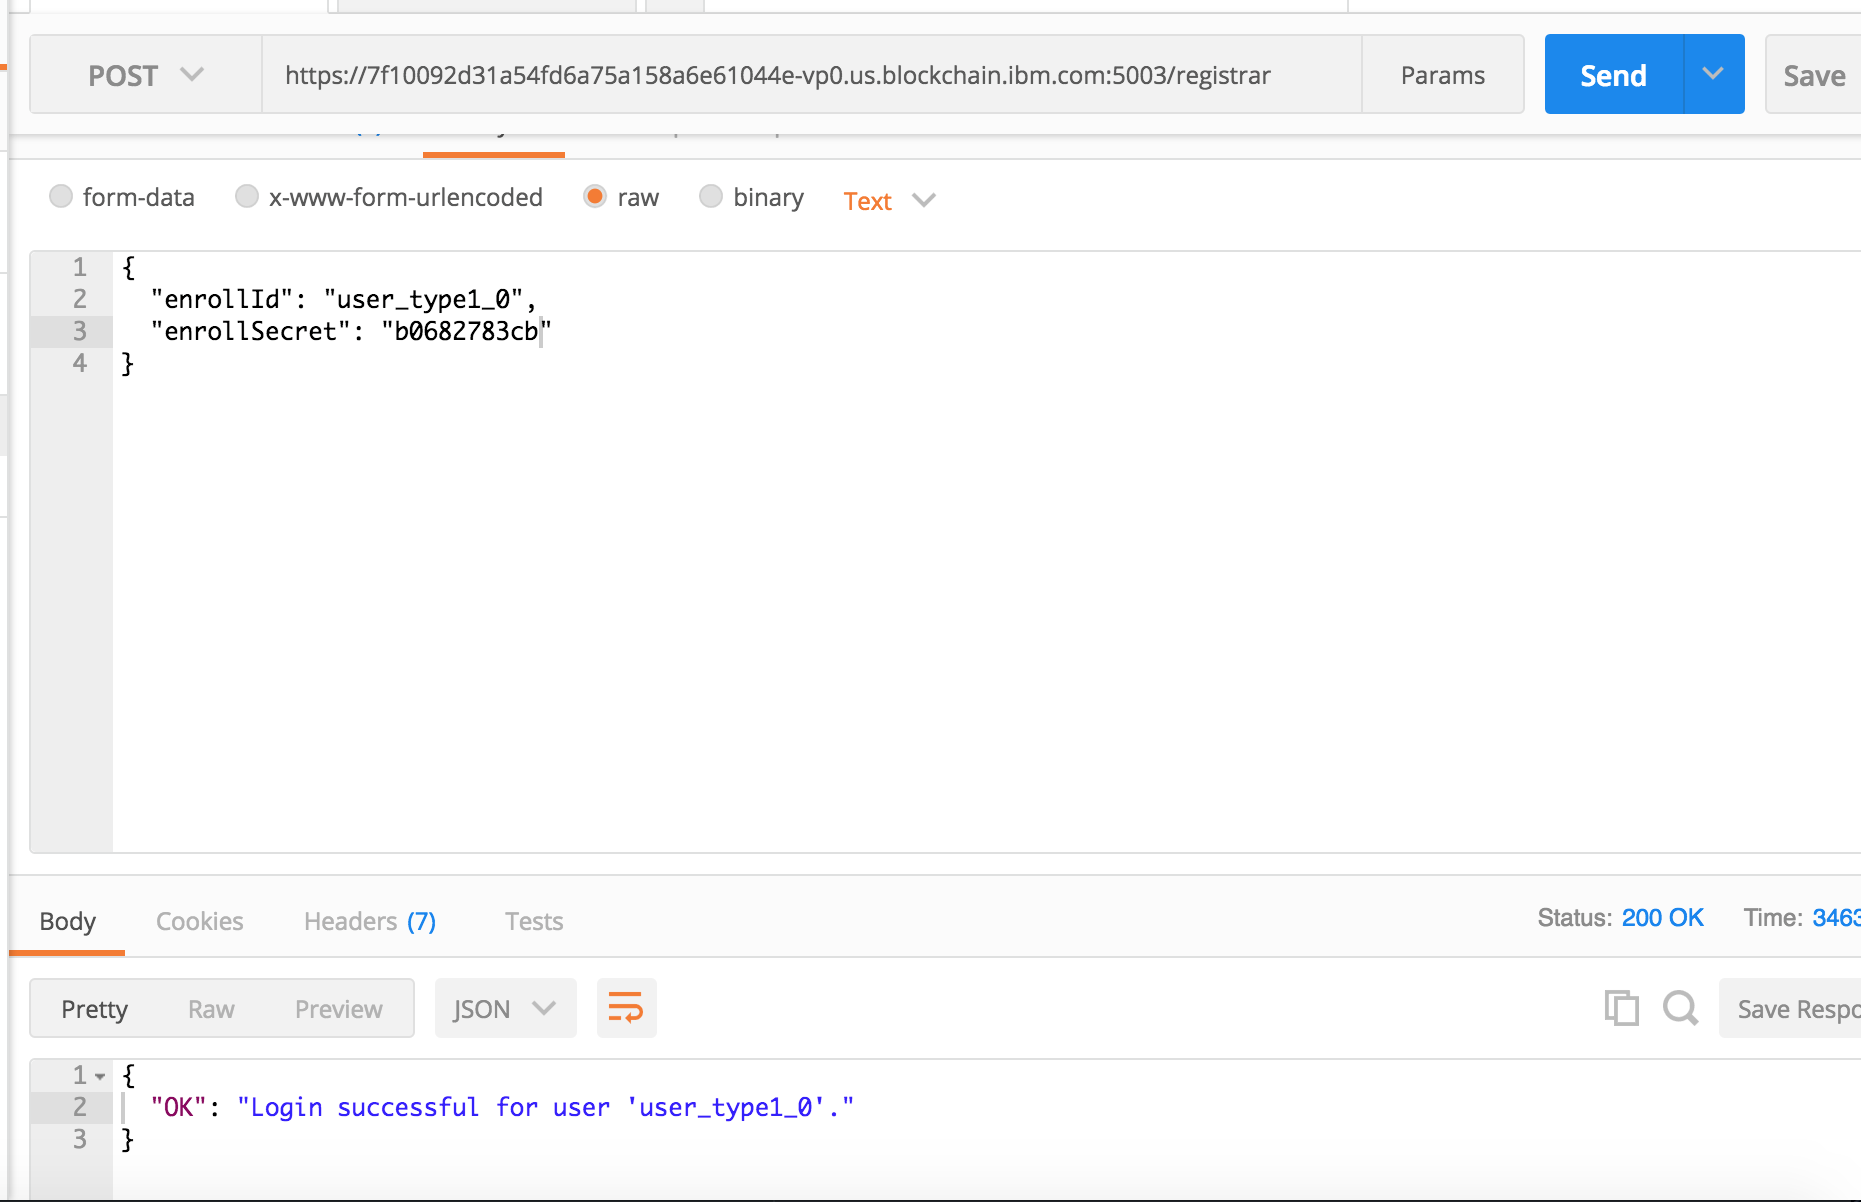 POST https://7f10092d31a54fd6a75a158a6e61044e-vp0.us.blockchain.ibm.com:5003/registrar Params Send Save
form-data x-www-form-urlencoded raw binary Text
1 {
2 "enrollId": "user_type1_0",
3 "enrollSecret": "b0682783cb"
4 }
Body Cookies Headers (7) Tests Status: 200 OK Time: 3463
Pretty Raw Preview JSON Save Respo
1 {
2 "OK": "Login successful for user 'user_type1_0'."
3 }